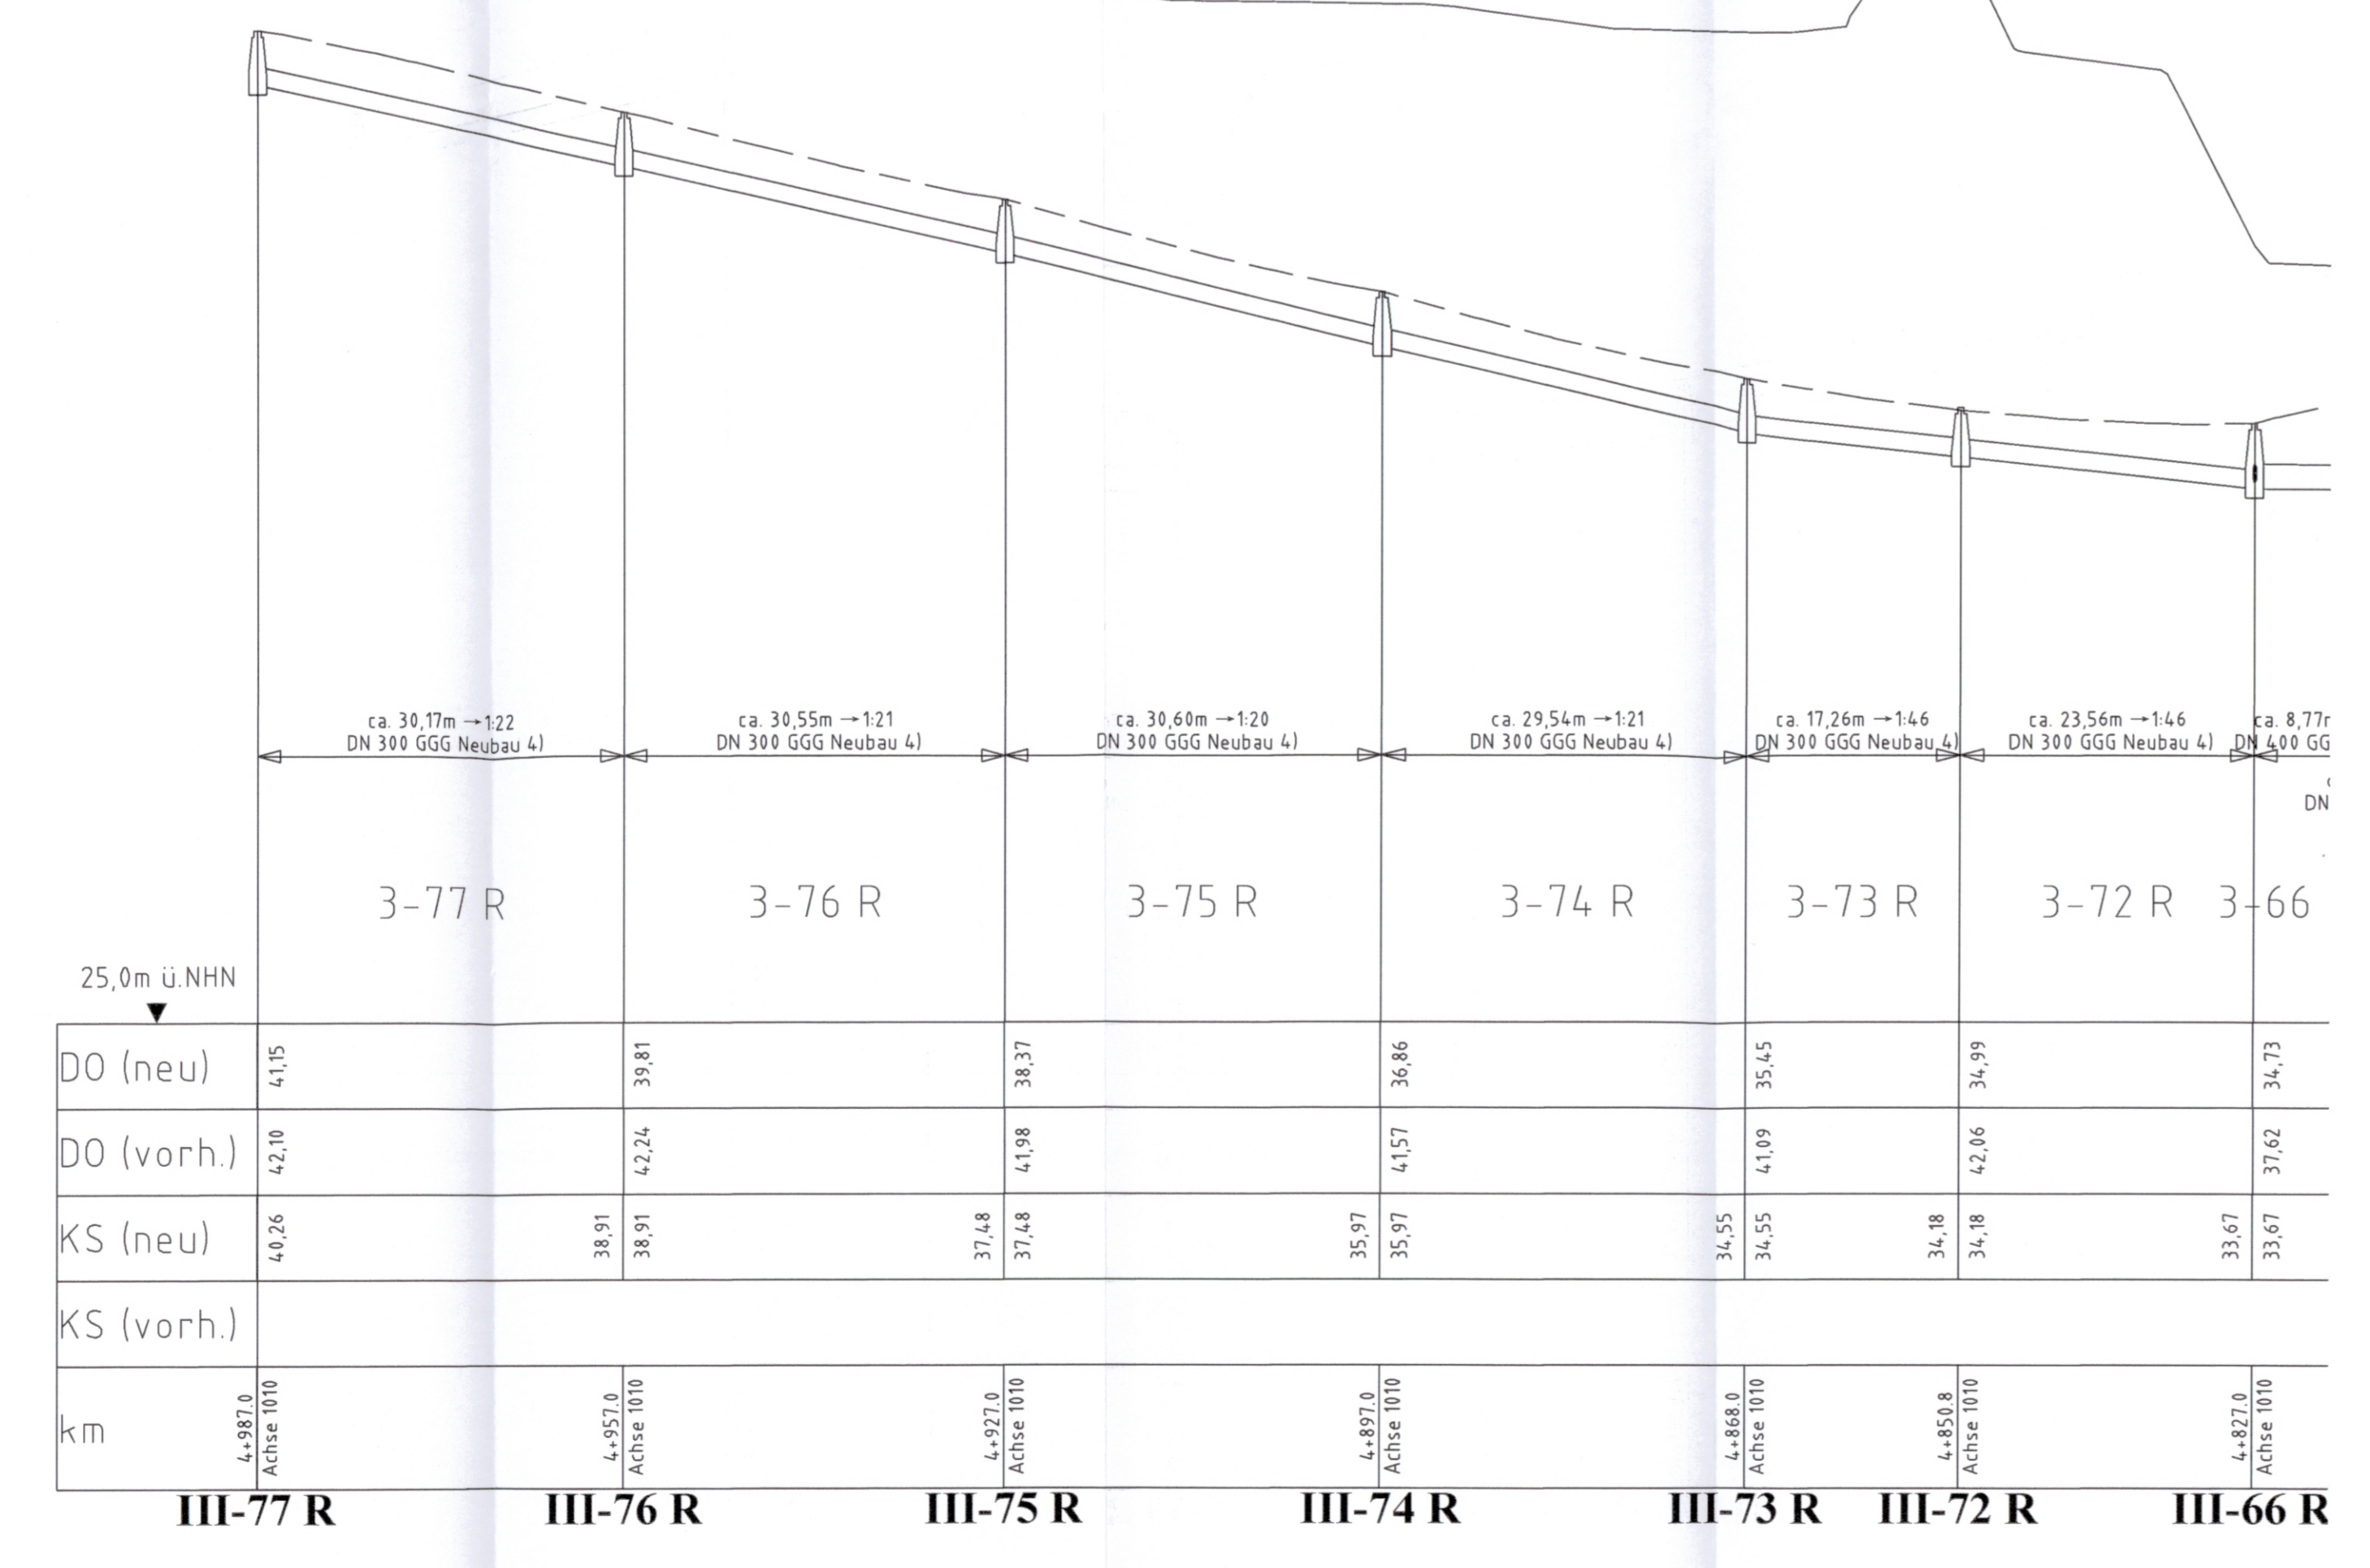 ca. 30,17m →1:22
DN 300 GGG Neubau 4)
ca. 30,55m →1:21
DN 300 GGG Neubau 4)
ca. 30,60m →1:20
DN 300 GGG Neubau 4)
ca. 29,54m →1:21
DN 300 GGG Neubau 4)
ca. 17,26m →1:46
DN 300 GGG Neubau 4)
ca. 23,56m →1:46
DN 300 GGG Neubau 4)
ca. 8,77
DN 400 GG
DN
3-77 R
3-76 R
3-75 R
3-74 R
3-73 R
3-72 R
3-66
25,0m ü.NHN
DO (neu)
41,15
39,81
38,37
36,86
35,45
34,99
34,73
DO (vorh.)
42,10
42,24
41,98
41,57
41,09
42,06
37,62
KS (neu)
40,26
38,91
38,91
37,48
37,48
35,97
35,97
34,55
34,55
34,18
34,18
33,67
33,67
KS (vorh.)
km
4+987.0
Achse 1010
4+957.0
Achse 1010
4+927.0
Achse 1010
4+897.0
Achse 1010
4+868.0
Achse 1010
4+850.8
Achse 1010
4+827.0
Achse 1010
III-77 R
III-76 R
III-75 R
III-74 R
III-73 R
III-72 R
III-66 R